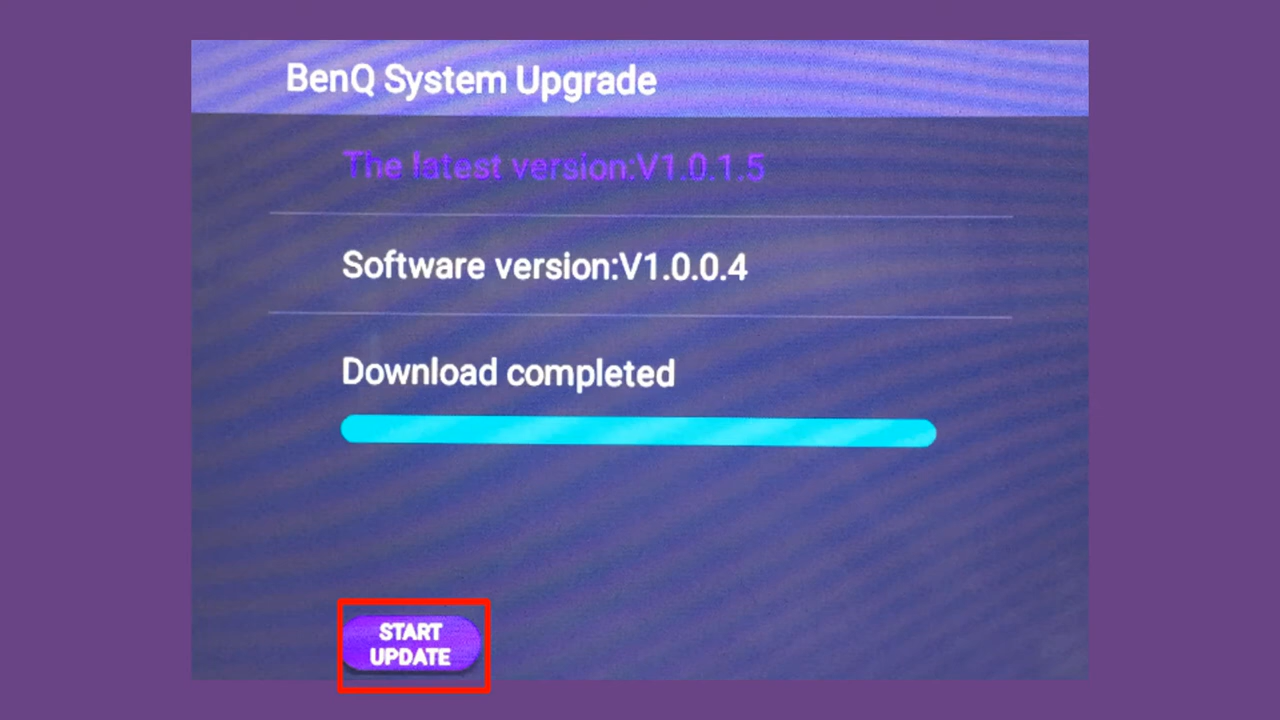 BenQ System Upgrade
The latest version:V1.0.1.5
Software version:V1.0.0.4
Download completed
START
UPDATE